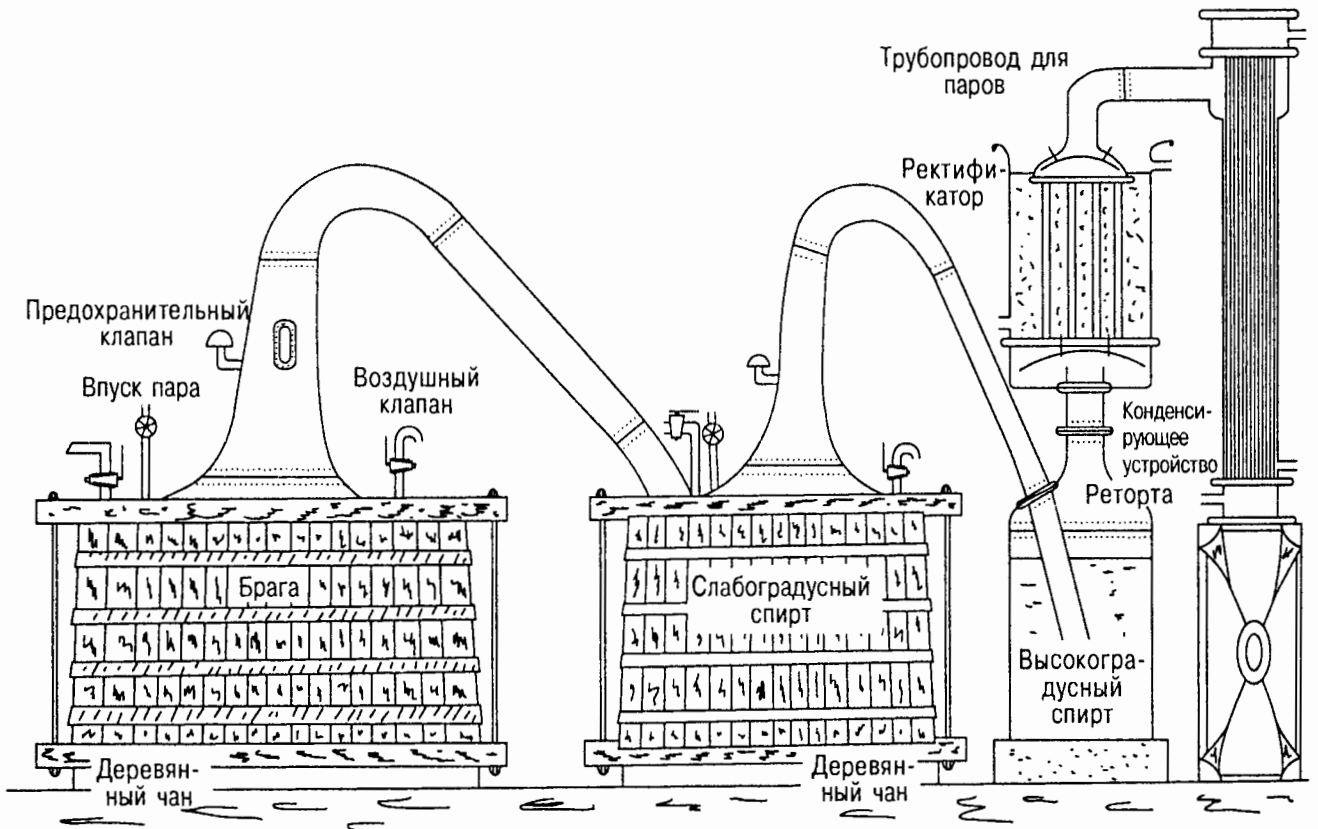 Трубопровод для
паров
Ректифи-
катор
Предохранительный
клапан
Впуск пара
Воздушный
клапан
Конденси-
рующее
устройство
Реторта
Брага
Слабоградусный
спирт
Высокогра-
дусный
спирт
Деревян-
ный чан
Деревян-
ный чан